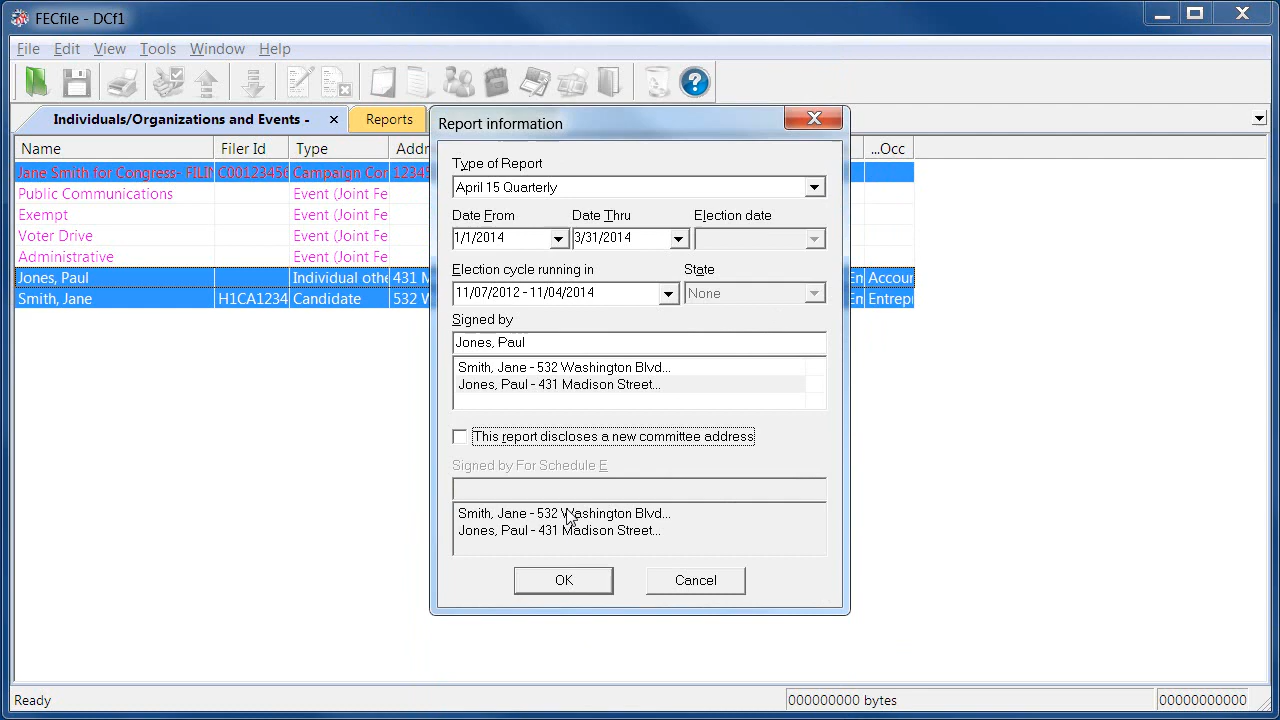 FECfile - DCf1
File Edit View Tools Window Help
Individuals/Organizations and Events - × Reports
Name Filer Id Type Addr ...Occ
Jane Smith for Congress- FILIN C00123456 Campaign Con 12345
Public Communications Event (Joint Fe
Exempt Event (Joint Fe
Voter Drive Event (Joint Fe
Administrative Event (Joint Fe
Jones, Paul Individual othe 431 M En Accour
Smith, Jane H1CA1234 Candidate 532 W En Entrepr
Report information
Type of Report
April 15 Quarterly
Date From Date Thru Election date
1/1/2014 3/31/2014
Election cycle running in State
11/07/2012 - 11/04/2014 None
Signed by
Jones, Paul
Smith, Jane - 532 Washington Blvd...
Jones, Paul - 431 Madison Street...
This report discloses a new committee address
Signed by For Schedule E
Smith, Jane - 532 Washington Blvd...
Jones, Paul - 431 Madison Street...
OK Cancel
Ready 000000000 bytes 00000000000